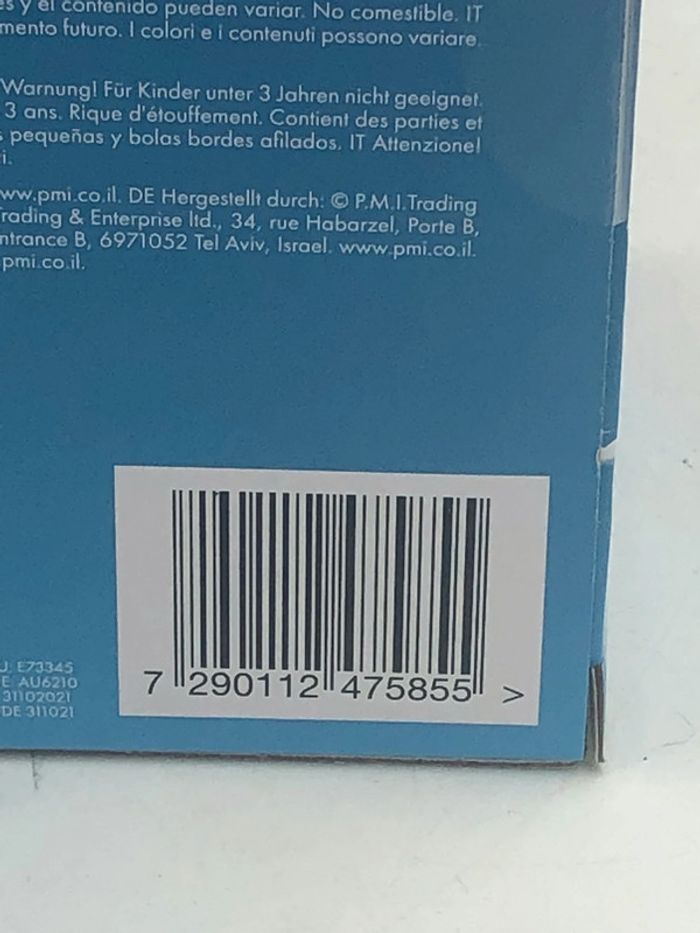 y el contenido pueden variar. No comestible. IT
mento futuro. I colori e i contenuti possono variare.
Warnung! Für Kinder unter 3 Jahren nicht geeignet.
3 ans. Rique d'étouffement. Contient des parties et
pequeñas y bolas bordes afilados. IT Attenzione!
i.
ww.pmi.co.il. DE Hergestellt durch: © P.M.I.Trading
rading & Enterprise ltd., 34, rue Habarzel, Porte B,
ntrance B, 6971052 Tel Aviv, Israel. www.pmi.co.il.
pmi.co.il.
J: E73345
E: AU6210
31102021
DE 311021
7 290112 475855 >